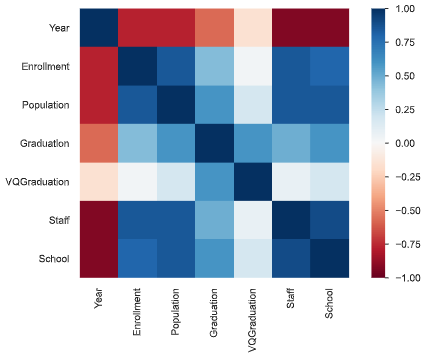 Year
Enrollment
Population
Graduation
VQGraduation
Staff
School
Year
Enrollment
Population
Graduation
VQGraduation
Staff
School
1.00
0.75
0.50
0.25
0.00
−0.25
−0.50
−0.75
−1.00